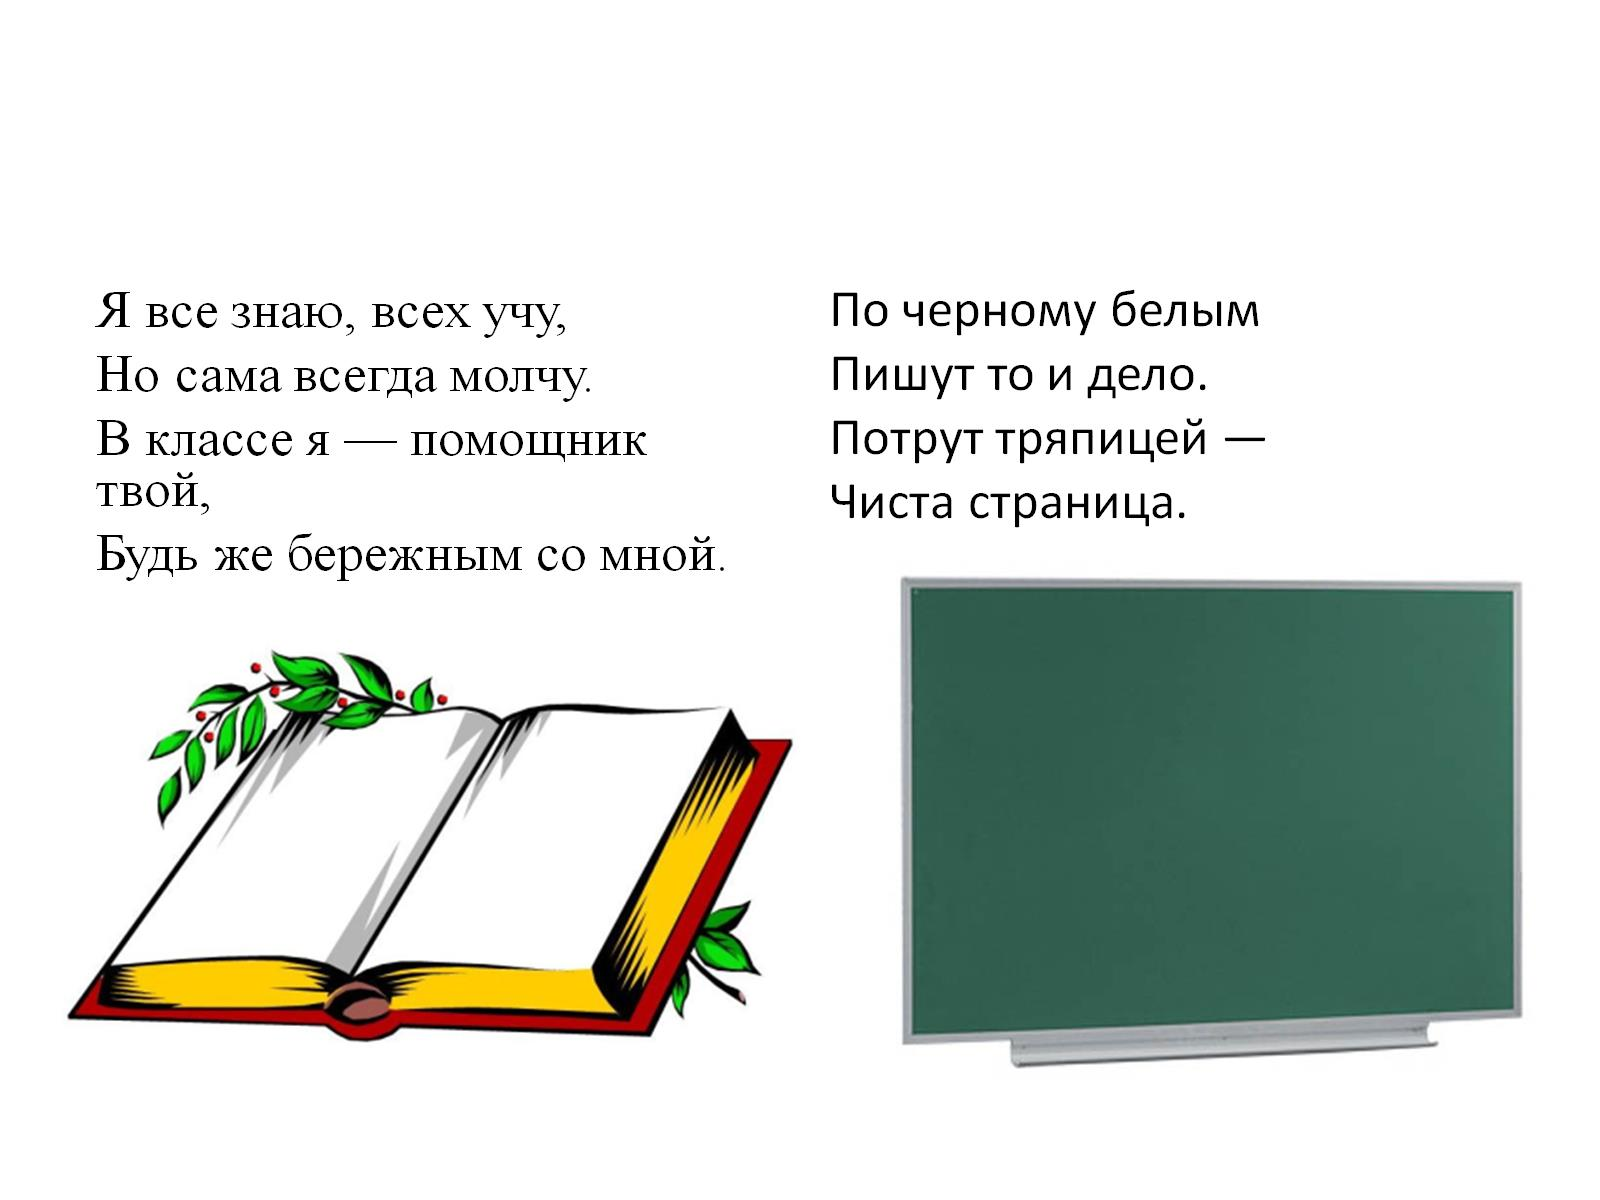 Я все знаю, всех учу,
Но сама всегда молчу.
В классе я — помощник
твой,
Будь же бережным со мной.
По черному белым
Пишут то и дело.
Потрут тряпицей —
Чиста страница.